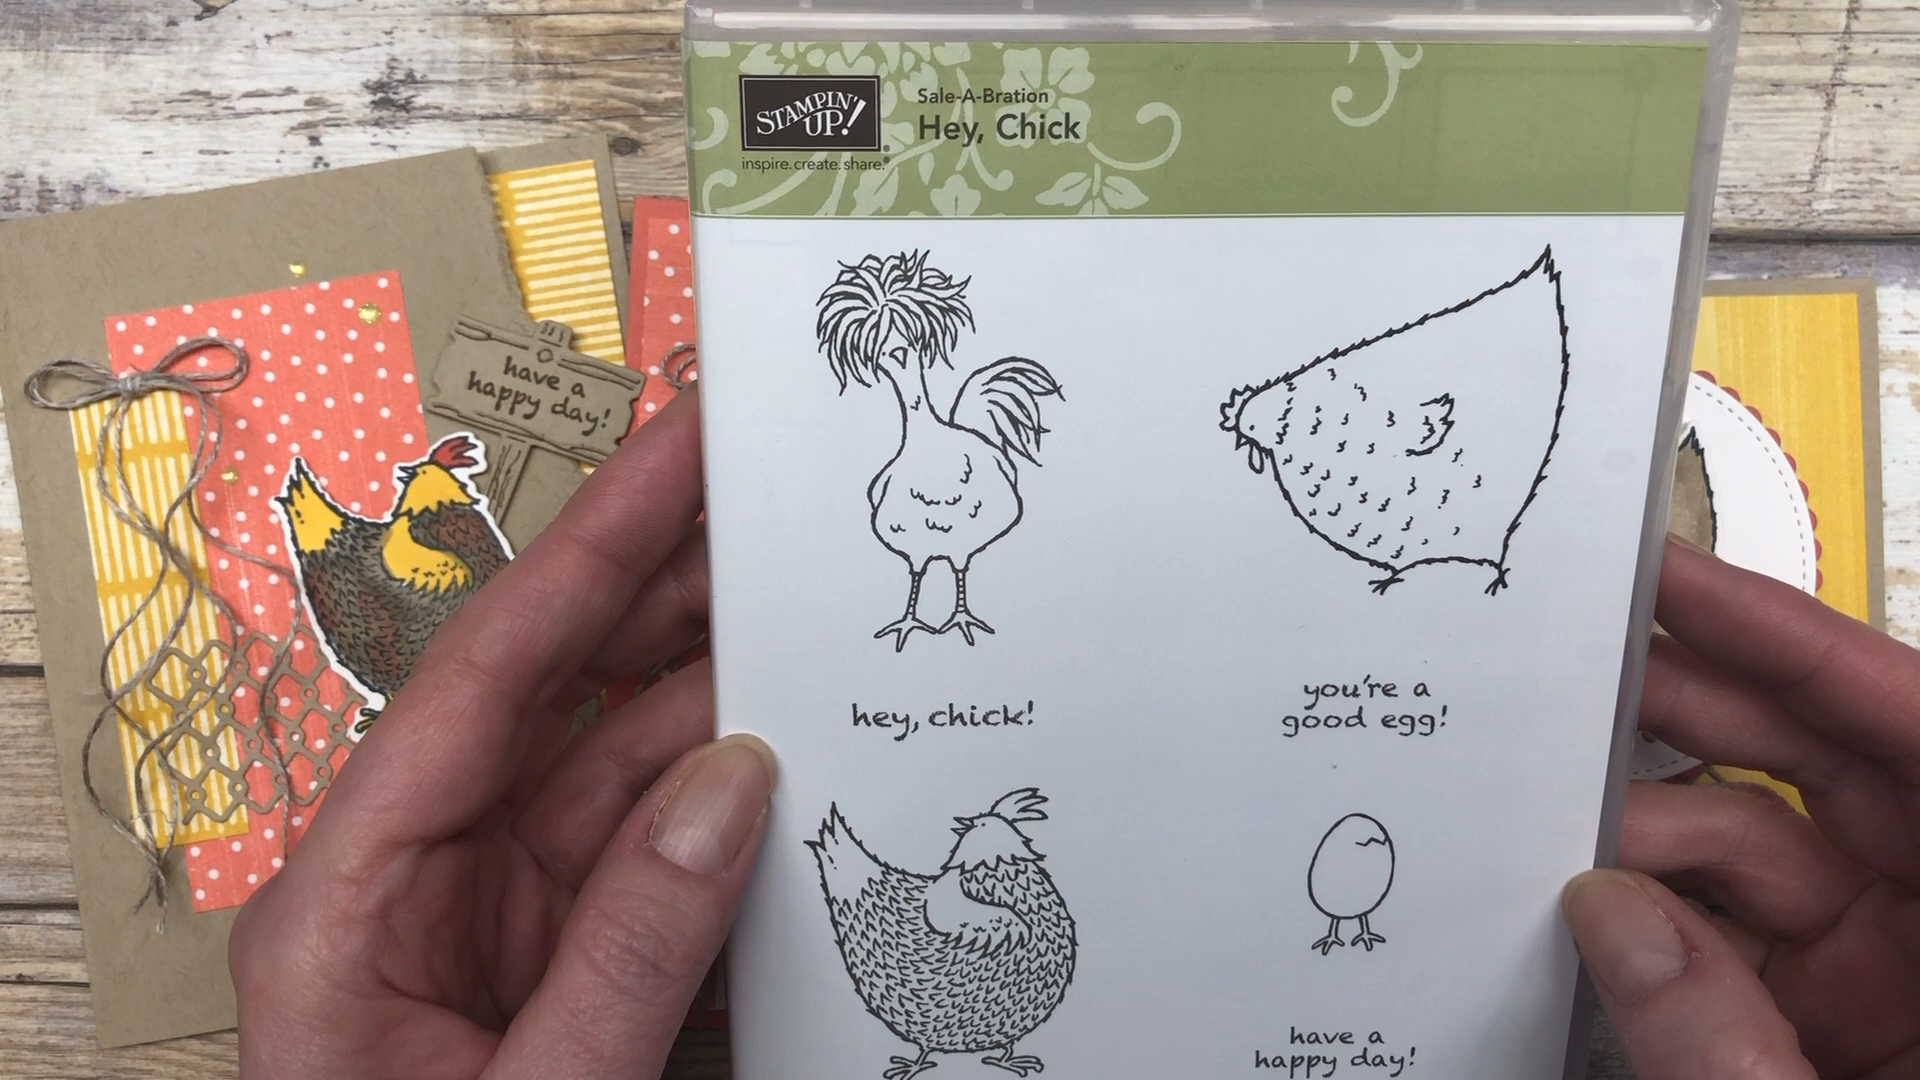 STAMPIN' UP!®
inspire.create.share.®
Sale-A-Bration
Hey, Chick
hey, chick!
you're a
good egg!
have a
happy day!
have a
happy day!